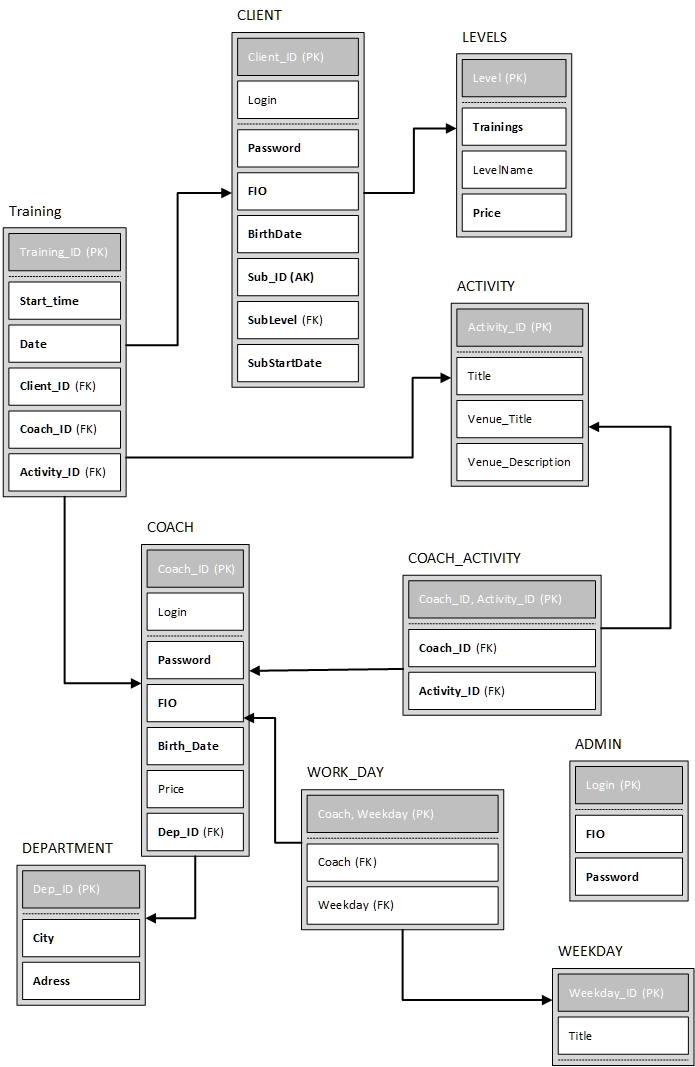 CLIENT
Client_ID (PK)
Login
Password
FIO
BirthDate
Sub_ID (AK)
SubLevel (FK)
SubStartDate
LEVELS
Level (PK)
Trainings
LevelName
Price
Training
Training_ID (PK)
Start_time
Date
Client_ID (FK)
Coach_ID (FK)
Activity_ID (FK)
ACTIVITY
Activity_ID (PK)
Title
Venue_Title
Venue_Description
COACH
Coach_ID (PK)
Login
Password
FIO
Birth_Date
Price
Dep_ID (FK)
COACH_ACTIVITY
Coach_ID, Activity_ID (PK)
Coach_ID (FK)
Activity_ID (FK)
ADMIN
Login (PK)
FIO
Password
WORK_DAY
Coach, Weekday (PK)
Coach (FK)
Weekday (FK)
DEPARTMENT
Dep_ID (PK)
City
Adress
WEEKDAY
Weekday_ID (PK)
Title